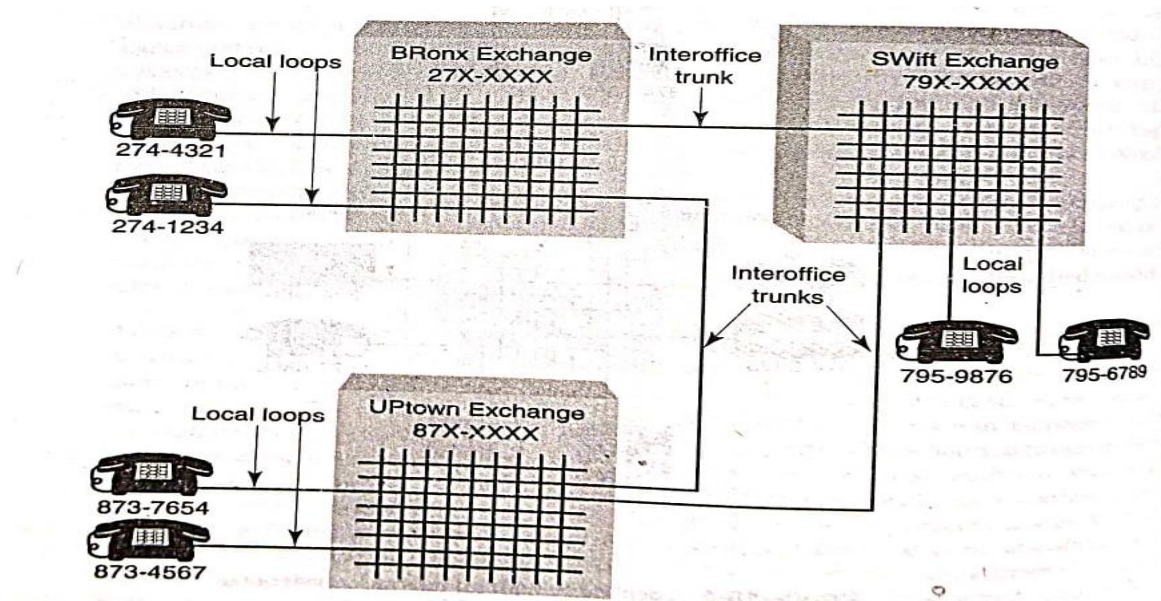 BRonx Exchange
27X-XXXX
Local loops
Interoffice
trunk
SWift Exchange
79X-XXXX
274-4321
274-1234
Interoffice
trunks
Local
loops
795-9876
795-6789
UPtown Exchange
87X-XXXX
Local loops
873-7654
873-4567